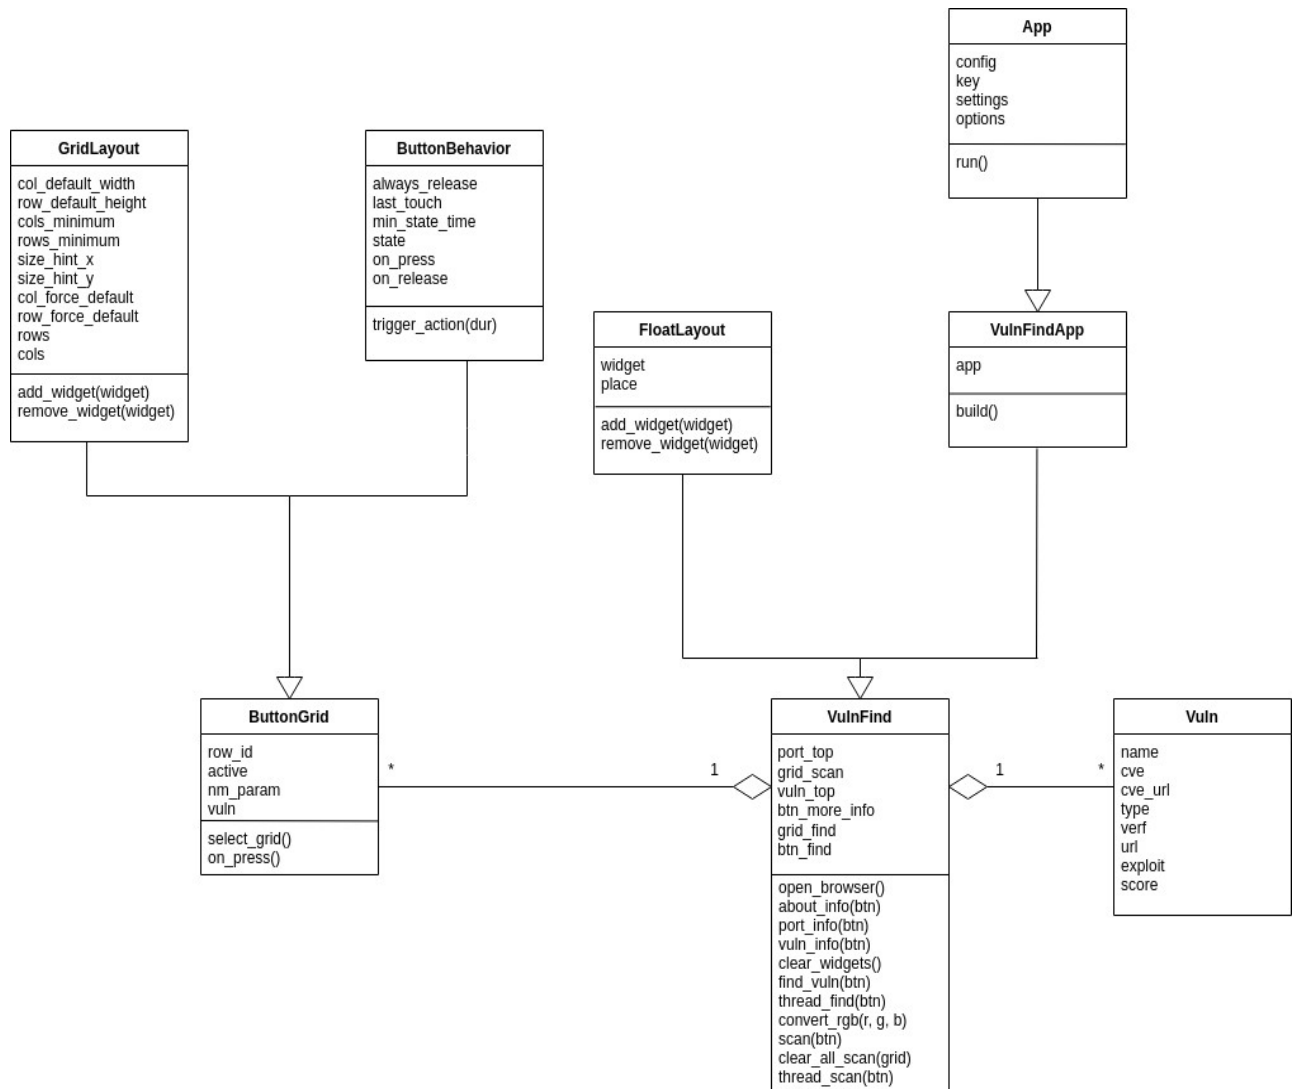 App
config
key
settings
options
run()
GridLayout
col_default_width
row_default_height
cols_minimum
rows_minimum
size_hint_x
size_hint_y
col_force_default
row_force_default
rows
cols
add_widget(widget)
remove_widget(widget)
ButtonBehavior
always_release
last_touch
min_state_time
state
on_press
on_release
trigger_action(dur)
FloatLayout
widget
place
add_widget(widget)
remove_widget(widget)
VulnFindApp
app
build()
ButtonGrid
row_id
active
nm_param
vuln
select_grid()
on_press()
*
1
VulnFind
port_top
grid_scan
vuln_top
btn_more_info
grid_find
btn_find
open_browser()
about_info(btn)
port_info(btn)
vuln_info(btn)
clear_widgets()
find_vuln(btn)
thread_find(btn)
convert_rgb(r, g, b)
scan(btn)
clear_all_scan(grid)
thread_scan(btn)
1
*
Vuln
name
cve
cve_url
type
verf
url
exploit
score